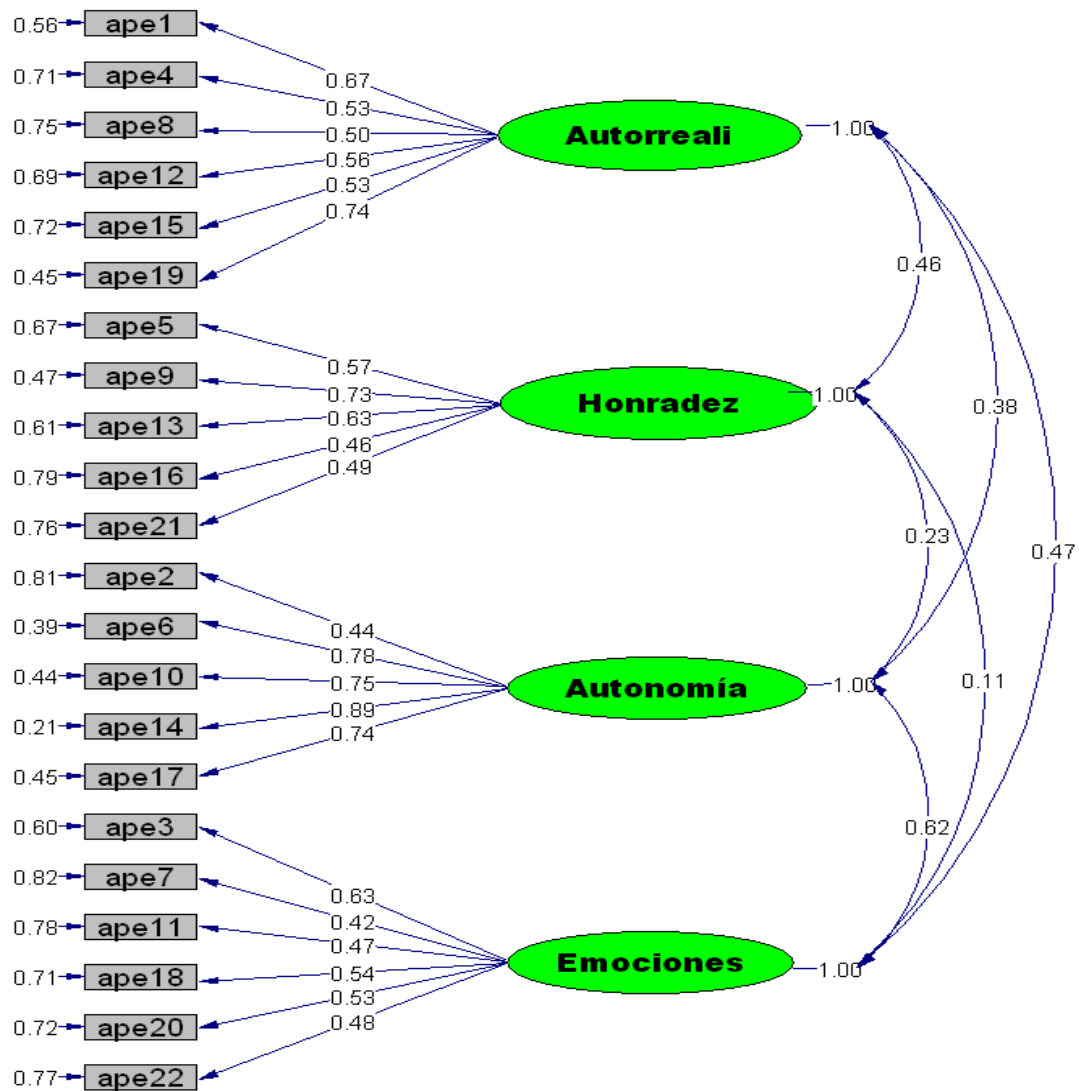 0.56 ape1
0.71 ape4
0.75 ape8
0.69 ape12
0.72 ape15
0.45 ape19
0.67 0.53 0.50 0.56 0.53 0.74
Autorreali 1.00
0.67 ape5
0.47 ape9
0.61 ape13
0.79 ape16
0.76 ape21
0.57 0.73 0.63 0.46 0.49
Honradez 1.00
0.81 ape2
0.39 ape6
0.44 ape10
0.21 ape14
0.45 ape17
0.44 0.78 0.75 0.89 0.74
Autonomía 1.00
0.60 ape3
0.82 ape7
0.78 ape11
0.71 ape18
0.72 ape20
0.77 ape22
0.63 0.42 0.47 0.54 0.53 0.48
Emociones 1.00
0.46
0.38
0.23
0.47
0.11
0.62